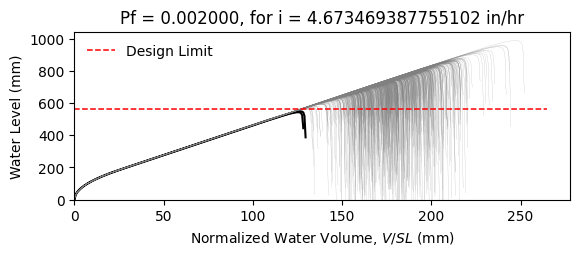 Pf = 0.002000, for i = 4.673469387755102 in/hr
1000
800
600
400
200
0
Water Level (mm)
Design Limit
0 50 100 150 200 250
Normalized Water Volume, V/SL (mm)